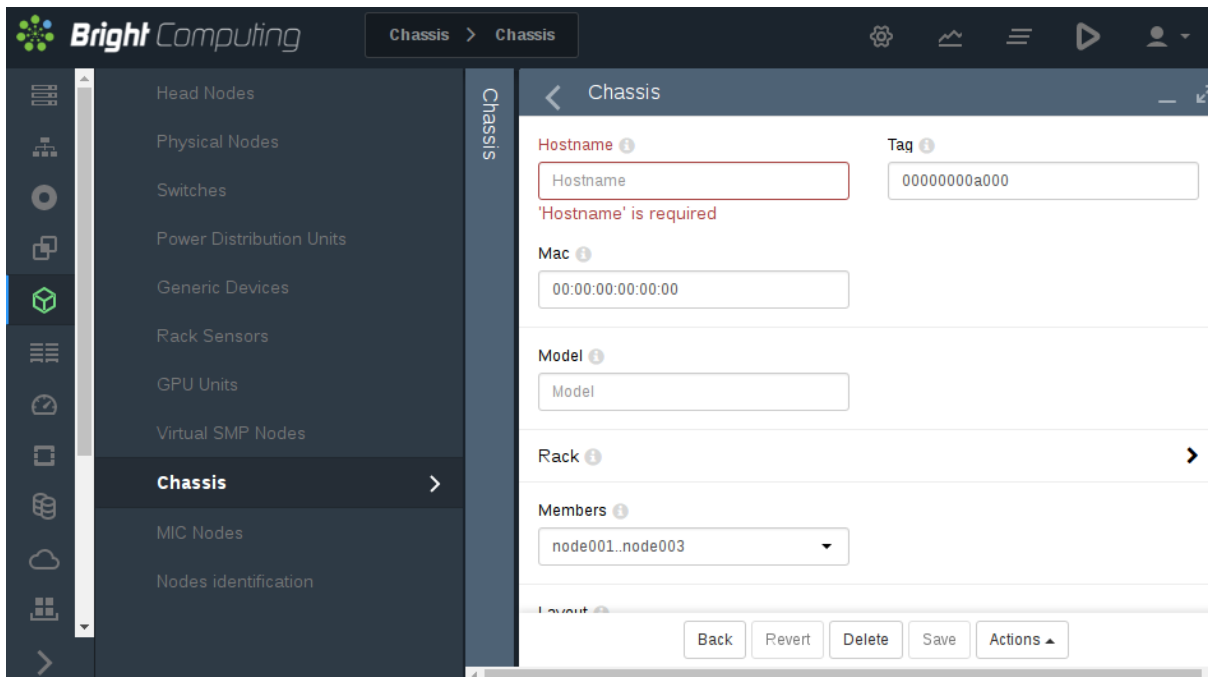 Bright Computing
Chassis > Chassis
Head Nodes
Physical Nodes
Switches
Power Distribution Units
Generic Devices
Rack Sensors
GPU Units
Virtual SMP Nodes
Chassis
MIC Nodes
Nodes identification
Chassis
Chassis
Hostname
Tag
Hostname
00000000a000
'Hostname' is required
Mac
00:00:00:00:00:00
Model
Model
Rack
Members
node001..node003
Layout
Back Revert Delete Save Actions